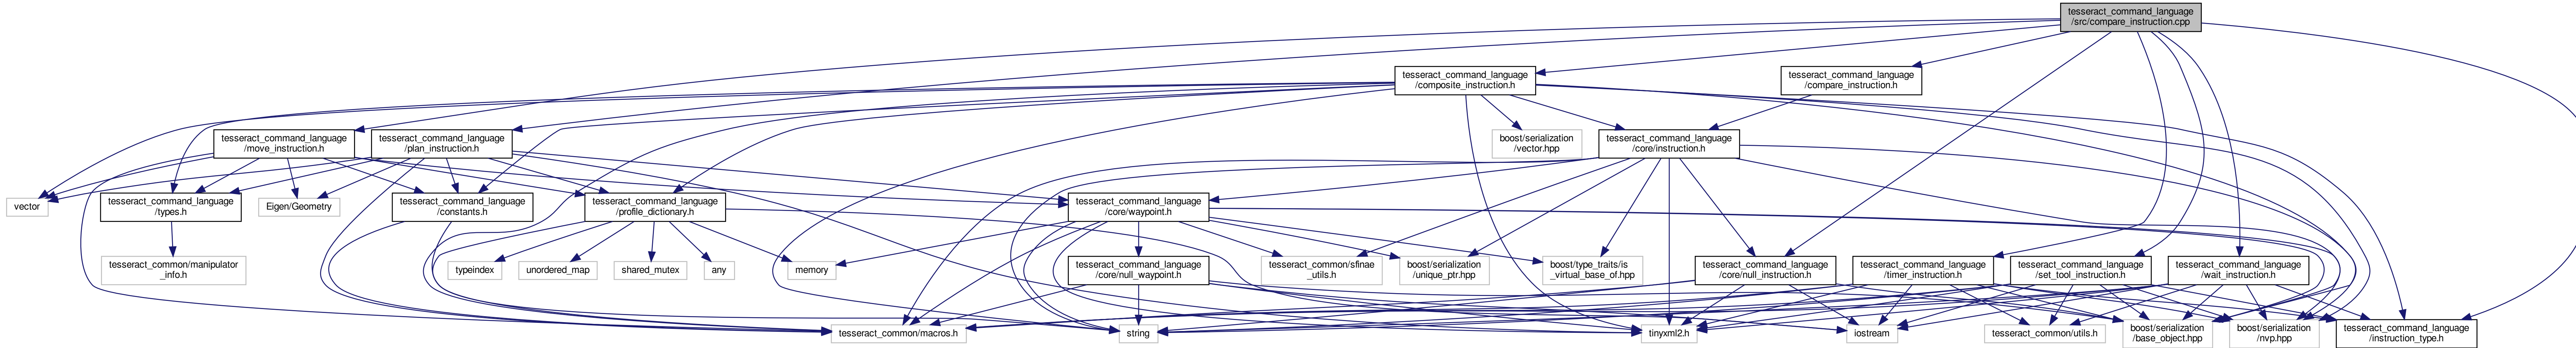 tesseract_command_language
/src/compare_instruction.cpp
tesseract_command_language
/composite_instruction.h
tesseract_command_language
/compare_instruction.h
tesseract_command_language
/move_instruction.h
tesseract_command_language
/plan_instruction.h
boost/serialization
/vector.hpp
tesseract_command_language
/core/instruction.h
vector
tesseract_command_language
/types.h
Eigen/Geometry
tesseract_command_language
/constants.h
tesseract_command_language
/profile_dictionary.h
tesseract_command_language
/core/waypoint.h
tesseract_common/manipulator
_info.h
typeindex
unordered_map
shared_mutex
any
memory
tesseract_command_language
/core/null_waypoint.h
tesseract_common/sfinae
_utils.h
boost/serialization
/unique_ptr.hpp
boost/type_traits/is
_virtual_base_of.hpp
tesseract_command_language
/core/null_instruction.h
tesseract_command_language
/timer_instruction.h
tesseract_command_language
/set_tool_instruction.h
tesseract_command_language
/wait_instruction.h
tesseract_common/macros.h
string
tinyxml2.h
iostream
tesseract_common/utils.h
boost/serialization
/base_object.hpp
boost/serialization
/nvp.hpp
tesseract_command_language
/instruction_type.h